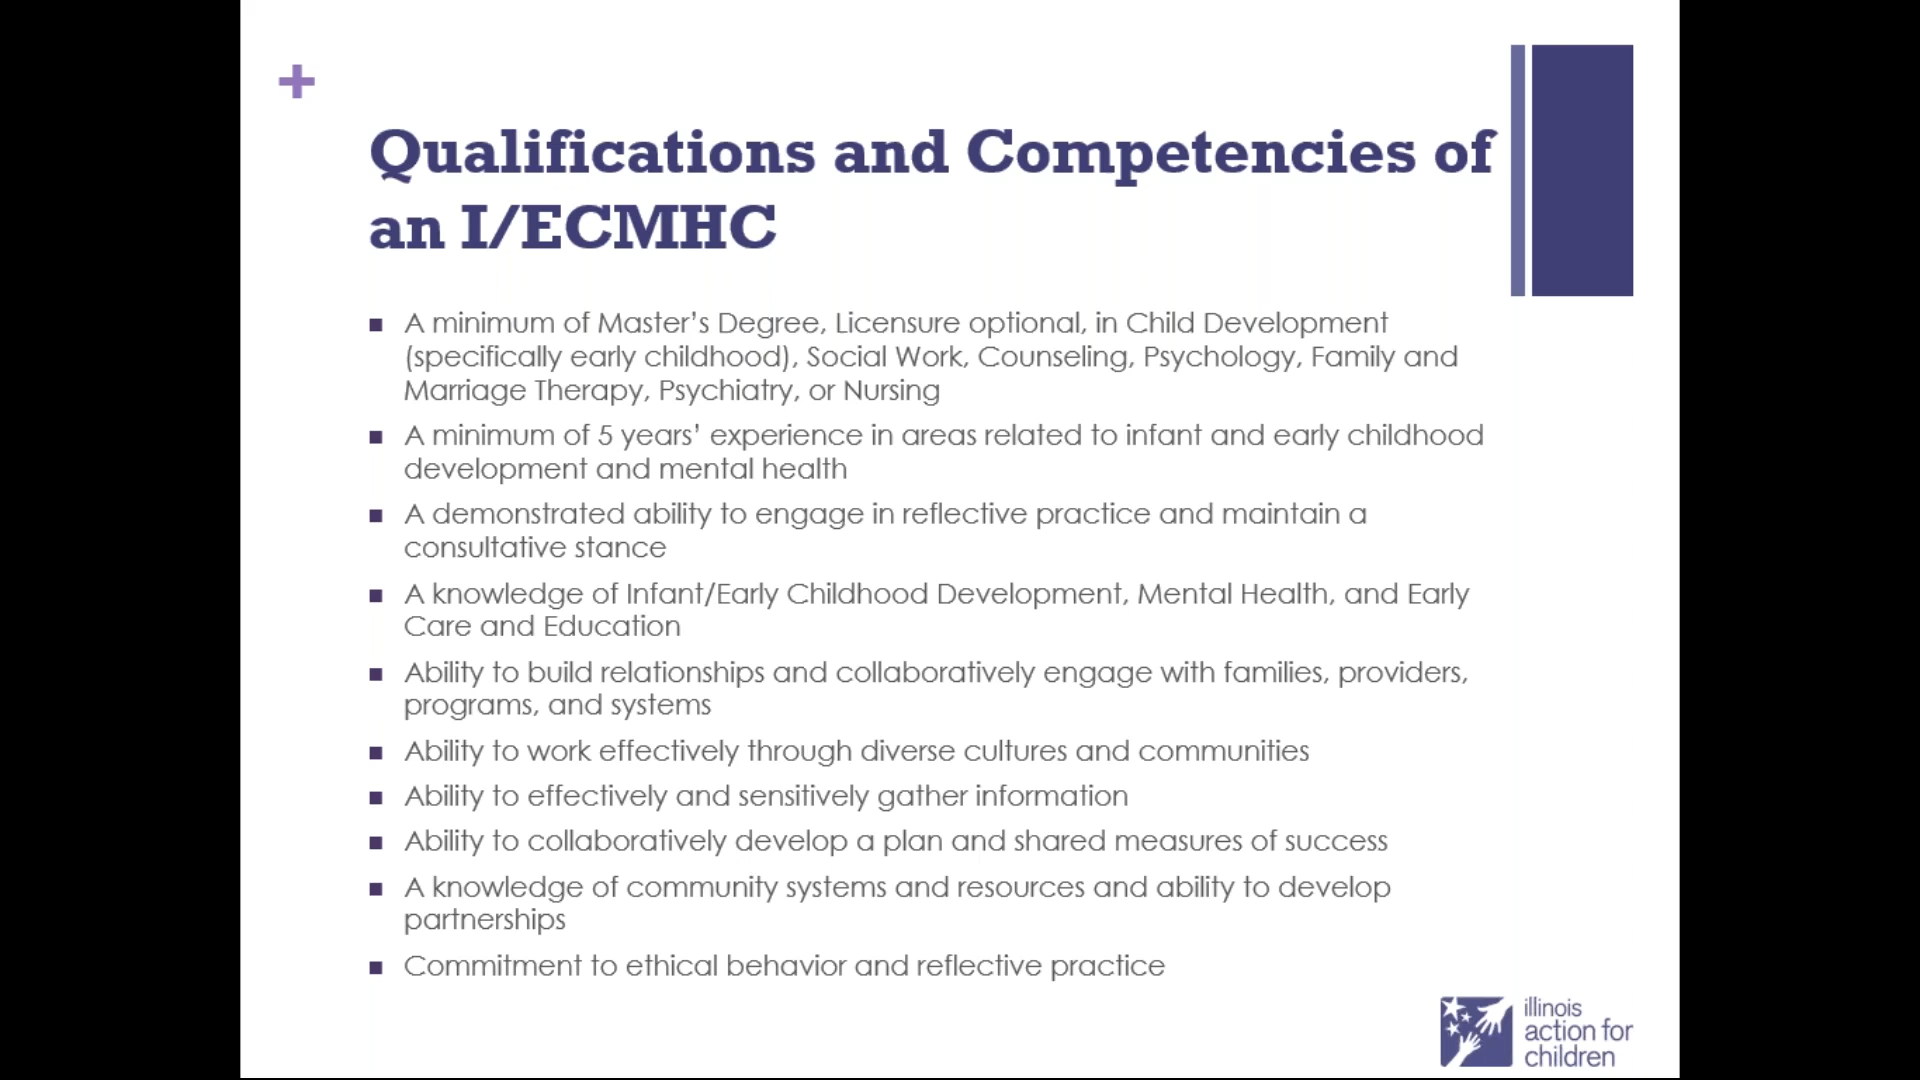 +
Qualifications and Competencies of
an I/ECMHC
■ A minimum of Master's Degree, Licensure optional, in Child Development
(specifically early childhood), Social Work, Counseling, Psychology, Family and
Marriage Therapy, Psychiatry, or Nursing
■ A minimum of 5 years' experience in areas related to infant and early childhood
development and mental health
■ A demonstrated ability to engage in reflective practice and maintain a
consultative stance
■ A knowledge of Infant/Early Childhood Development, Mental Health, and Early
Care and Education
■ Ability to build relationships and collaboratively engage with families, providers,
programs, and systems
■ Ability to work effectively through diverse cultures and communities
■ Ability to effectively and sensitively gather information
■ Ability to collaboratively develop a plan and shared measures of success
■ A knowledge of community systems and resources and ability to develop
partnerships
■ Commitment to ethical behavior and reflective practice
illinois
action for
children